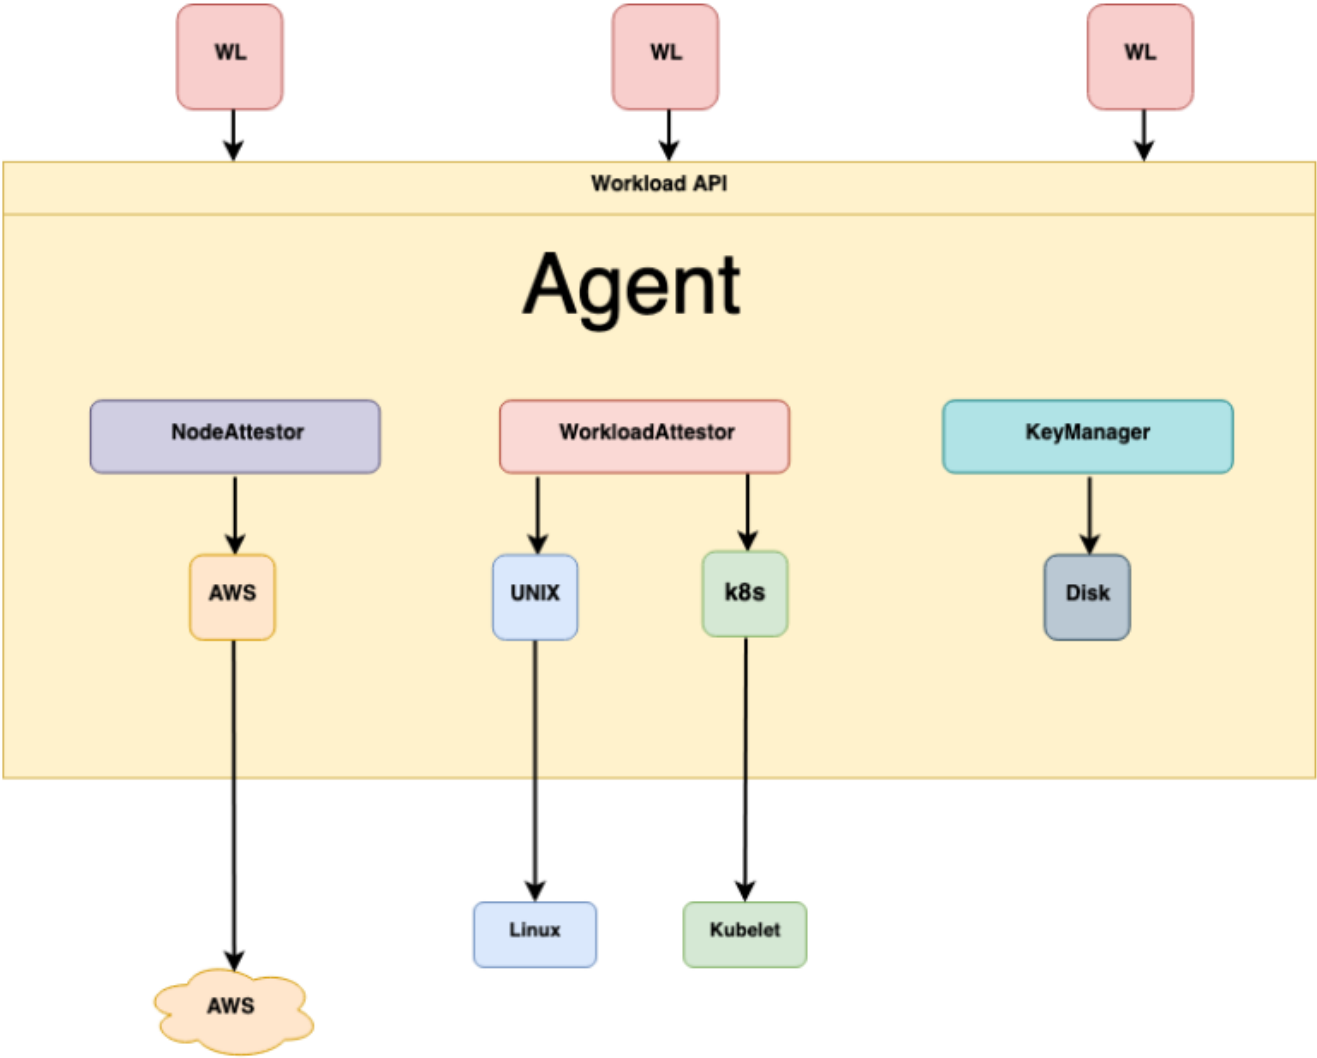 WL
WL
WL
Workload API
Agent
NodeAttestor
WorkloadAttestor
KeyManager
AWS
UNIX
k8s
Disk
Linux
Kubelet
AWS